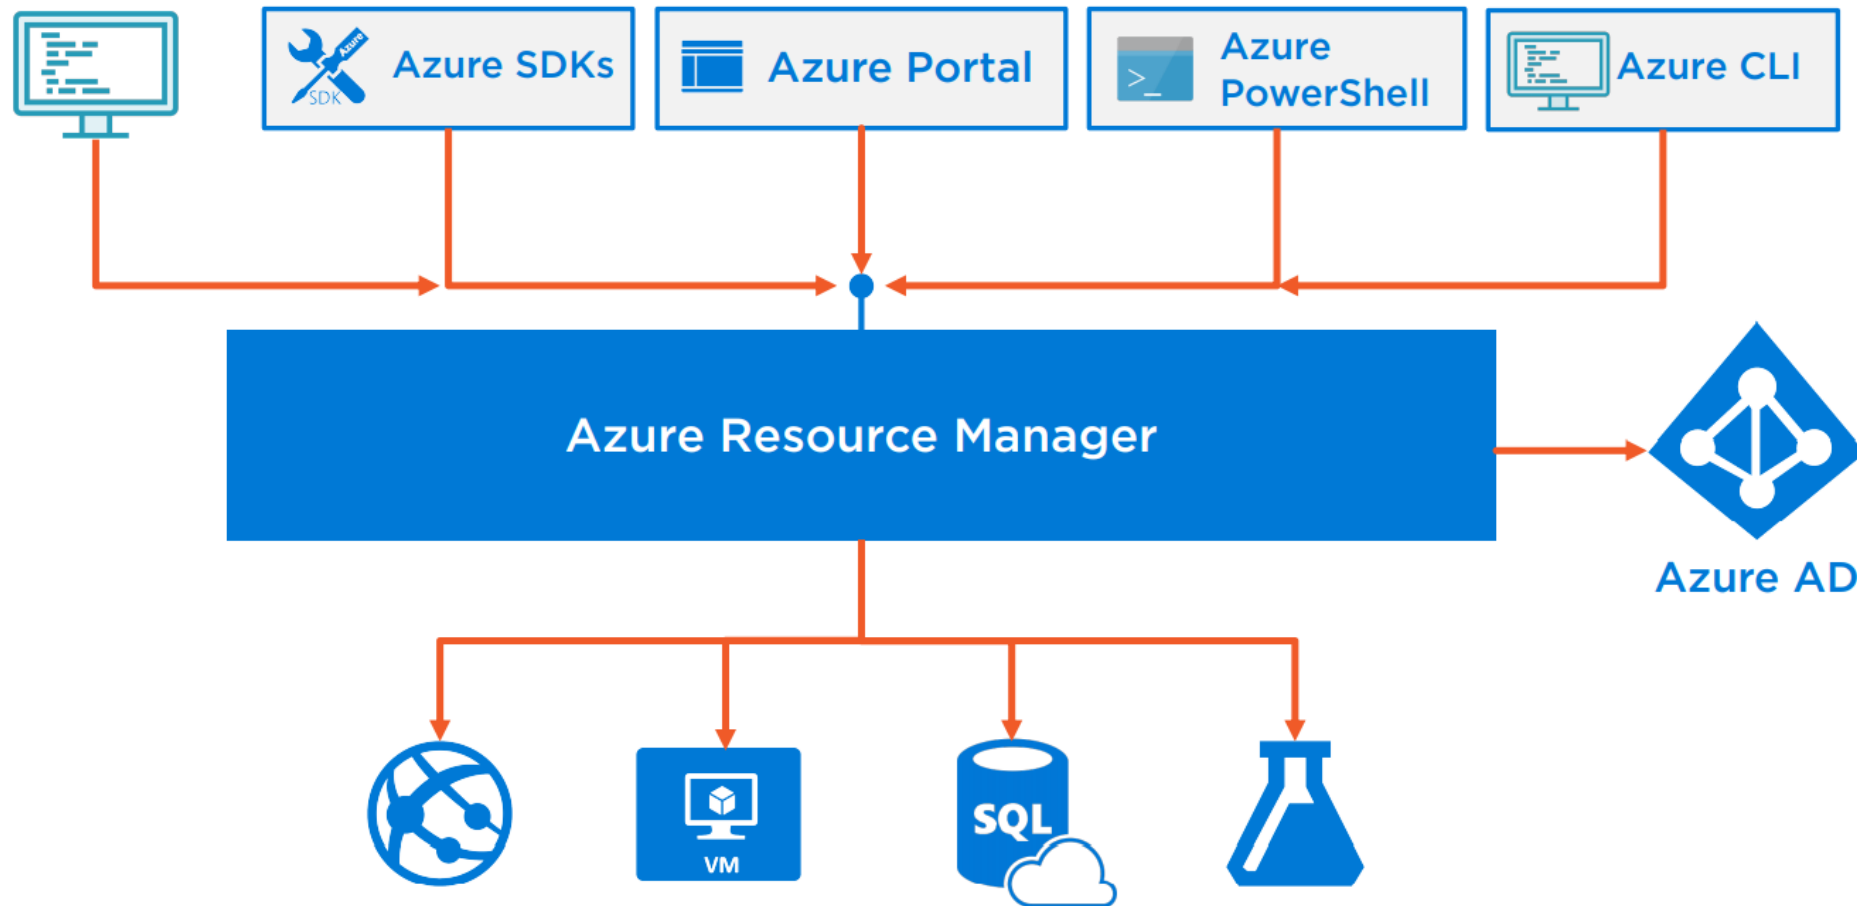 Azure
SDK
Azure SDKs
Azure Portal
>_
Azure
PowerShell
Azure CLI
Azure Resource Manager
Azure AD
VM
SQL